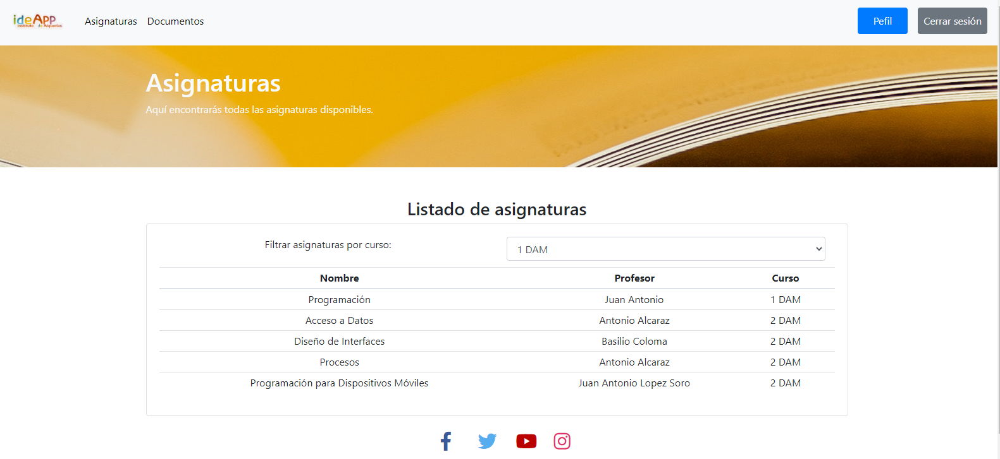 ideApp
instituto de Alquerías
Asignaturas Documentos Pefil Cerrar sesión
Asignaturas
Aquí encontrarás todas las asignaturas disponibles.
Listado de asignaturas
Filtrar asignaturas por curso: 1 DAM
Nombre Profesor Curso
Programación Juan Antonio 1 DAM
Acceso a Datos Antonio Alcaraz 2 DAM
Diseño de Interfaces Basilio Coloma 2 DAM
Procesos Antonio Alcaraz 2 DAM
Programación para Dispositivos Móviles Juan Antonio Lopez Soro 2 DAM